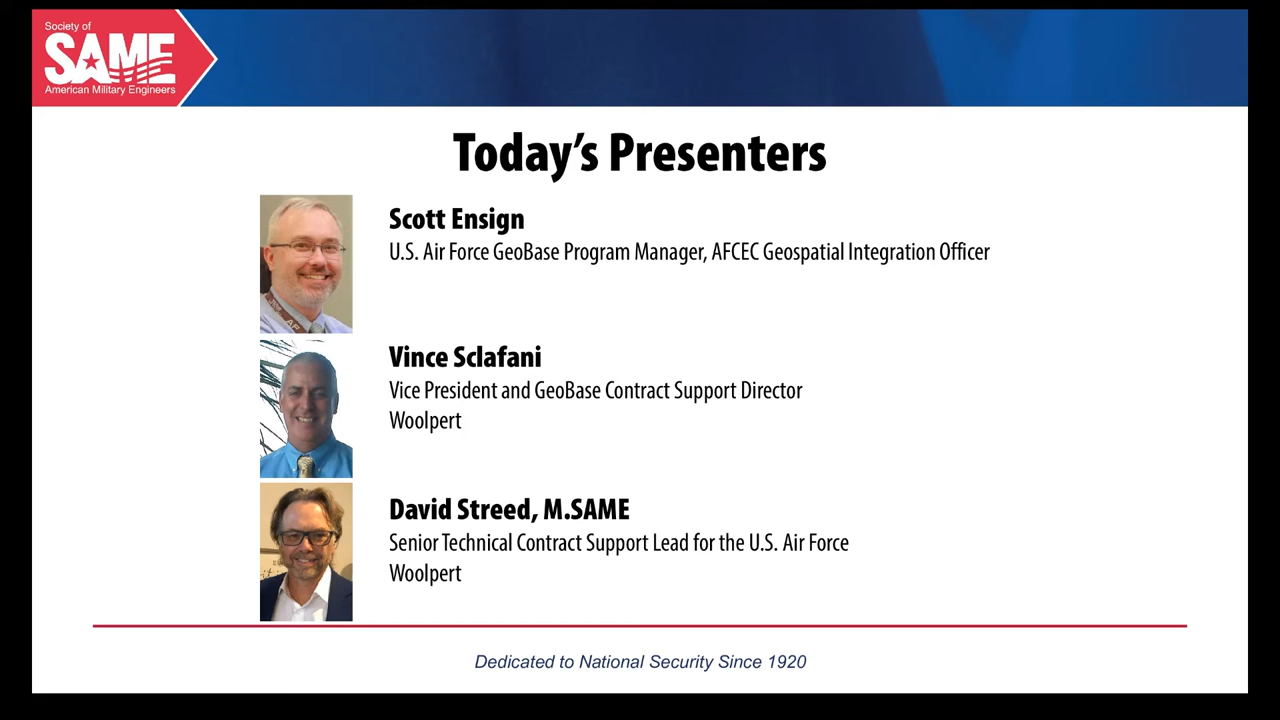 Society of
SAME
American Military Engineers
Today's Presenters
Scott Ensign
U.S. Air Force GeoBase Program Manager, AFCEC Geospatial Integration Officer
AF
Vince Sclafani
Vice President and GeoBase Contract Support Director
Woolpert
David Streed, M.SAME
Senior Technical Contract Support Lead for the U.S. Air Force
Woolpert
Dedicated to National Security Since 1920